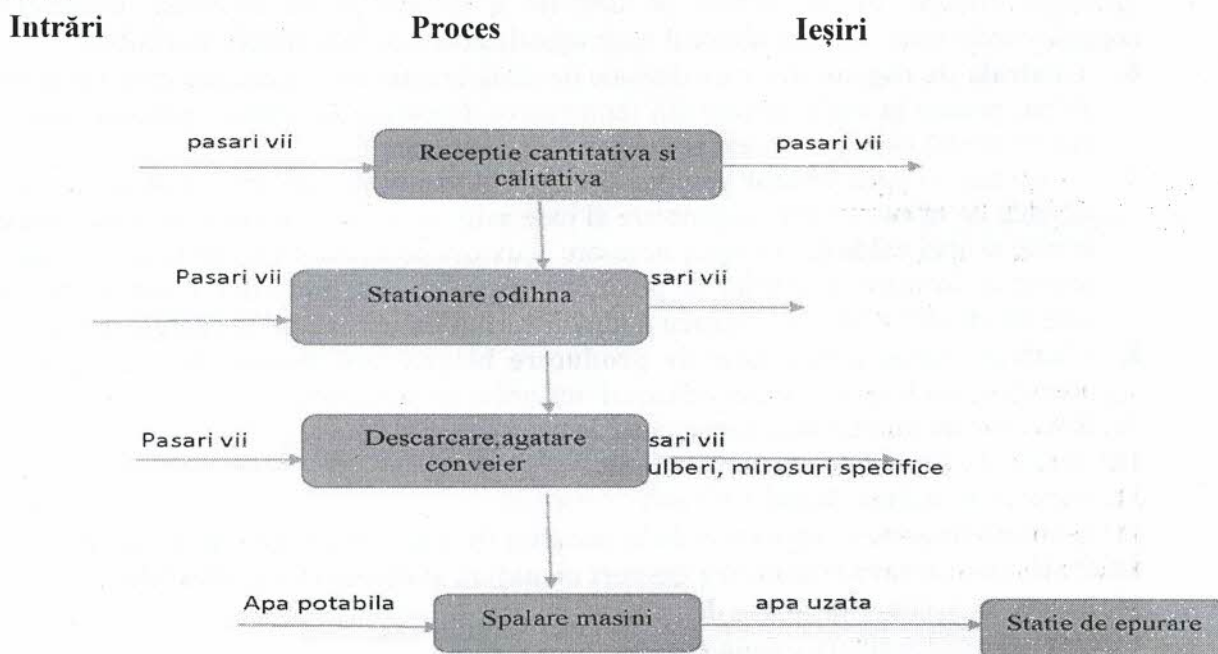 Intrări Proces Ieșiri
pasari vii Receptie cantitativa si pasari vii
calitativa
Pasari vii Stationare odihna sari vii
Pasari vii Descarcare,agatare sari vii
conveier ulberi, mirosuri specifice
Apa potabila Spalare masini apa uzata Statie de epurare